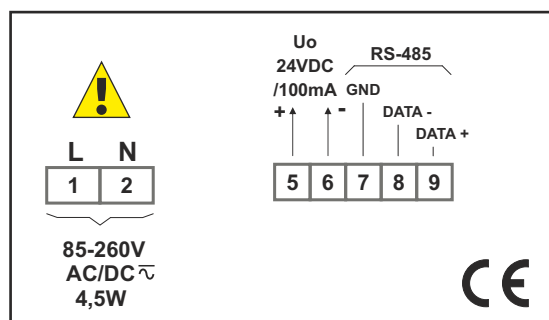 Uo
24VDC
/100mA
+ -
RS-485
GND
DATA -
DATA +
L N
1 2
5 6 7 8 9
85-260V
AC/DC ⏦
4,5W
CE